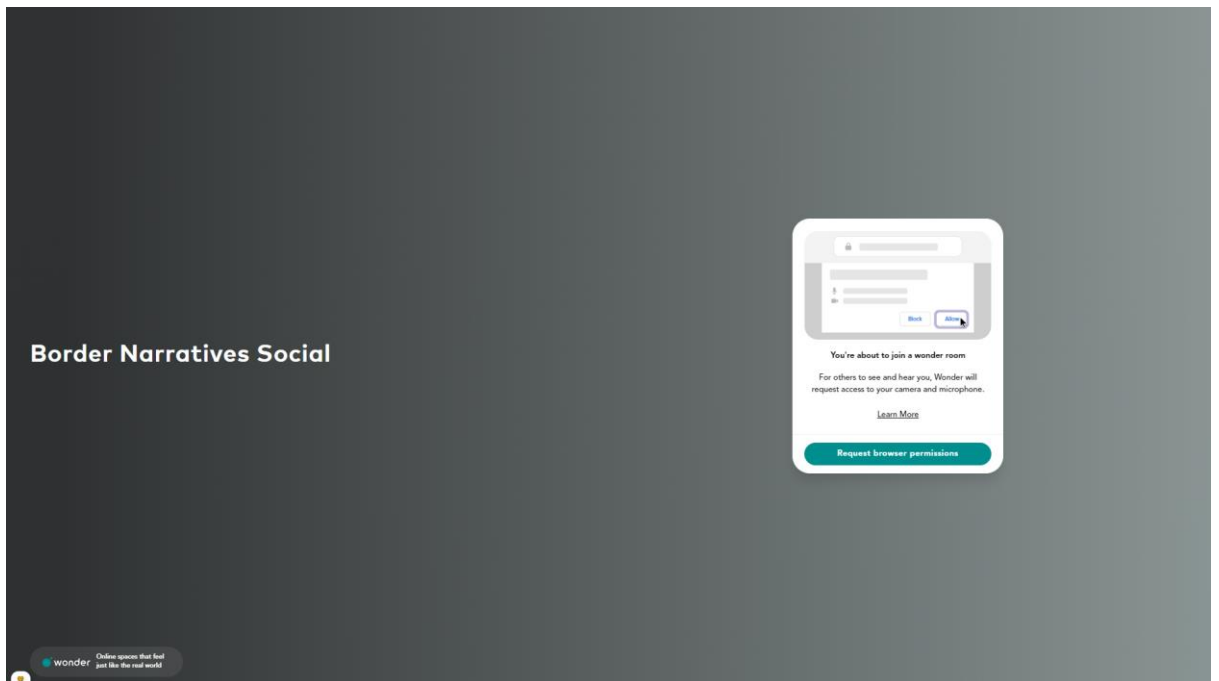 Border Narratives Social
Block
Allow
You're about to join a wonder room
For others to see and hear you, Wonder will
request access to your camera and microphone.
Learn More
Request browser permissions
wonder
Online spaces that feel
just like the real world